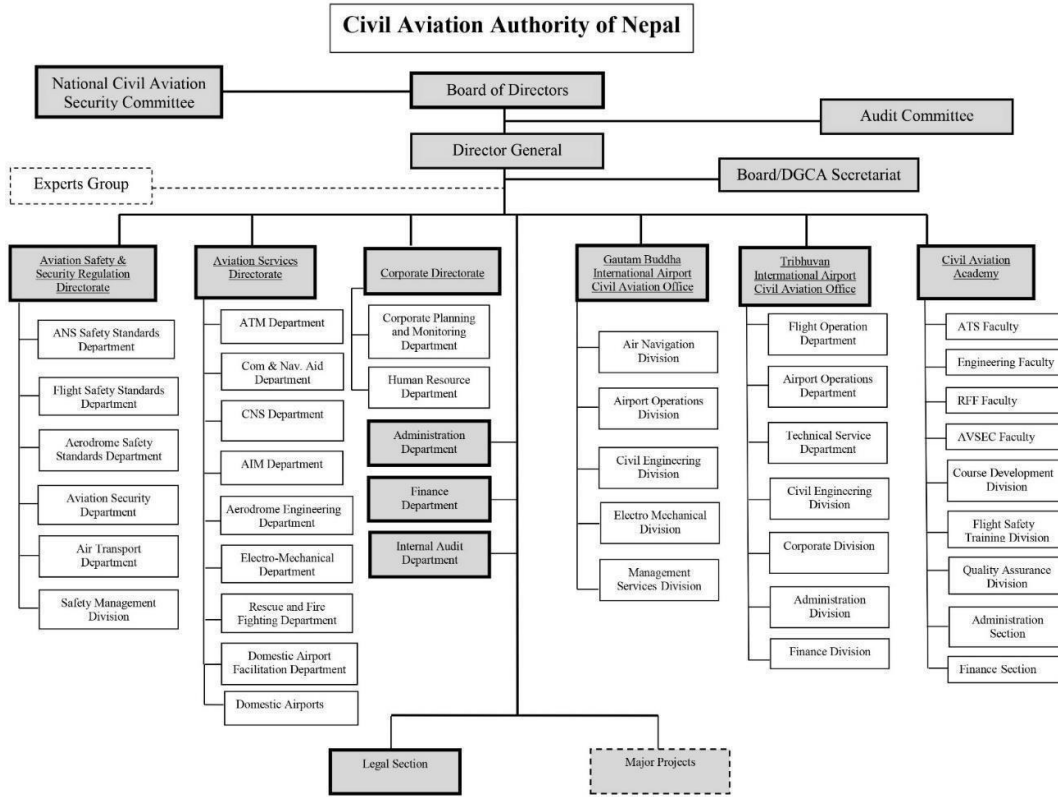 Civil Aviation Authority of Nepal
National Civil Aviation
Security Committee
Board of Directors
Audit Committee
Director General
Experts Group
Board/DGCA Secretariat
Aviation Safety &
Security Regulation
Directorate
ANS Safety Standards
Department
Flight Safety Standards
Department
Aerodrome Safety
Standards Department
Aviation Security
Department
Air Transport
Department
Safety Management
Division
Aviation Services
Directorate
ATM Department
Com & Nav. Aid
Department
CNS Department
AIM Department
Aerodrome Engineering
Department
Electro-Mechanical
Department
Rescue and Fire
Fighting Department
Domestic Airport
Facilitation Department
Domestic Airports
Corporate Directorate
Corporate Planning
and Monitoring
Department
Human Resource
Department
Administration
Department
Finance
Department
Internal Audit
Department
Gautam Buddha
International Airport
Civil Aviation Office
Air Navigation
Division
Airport Operations
Division
Civil Engineering
Division
Electro Mechanical
Division
Management
Services Division
Tribhuvan
International Airport
Civil Aviation Office
Flight Operation
Department
Airport Operations
Department
Technical Service
Department
Civil Engineering
Division
Corporate Division
Administration
Division
Finance Division
Civil Aviation
Academy
ATS Faculty
Engineering Faculty
RFF Faculty
AVSEC Faculty
Course Development
Division
Flight Safety
Training Division
Quality Assurance
Division
Administration
Section
Finance Section
Legal Section
Major Projects